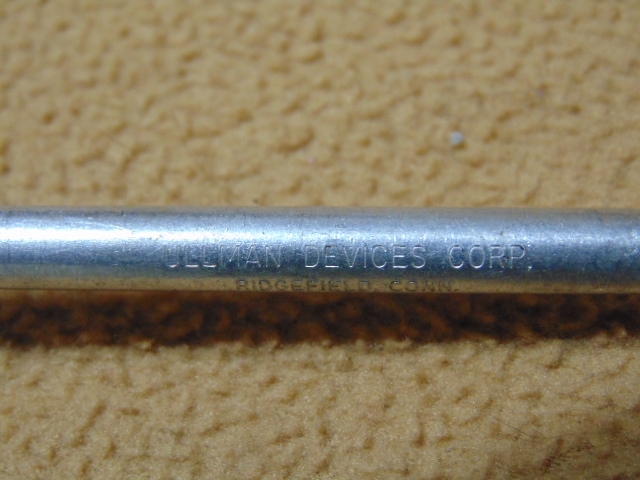 ULLMAN DEVICES CORP.
RIDGEFIELD, CONN.